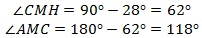 ∠CMH = 90° − 28° = 62°
∠AMC = 180° − 62° = 118°